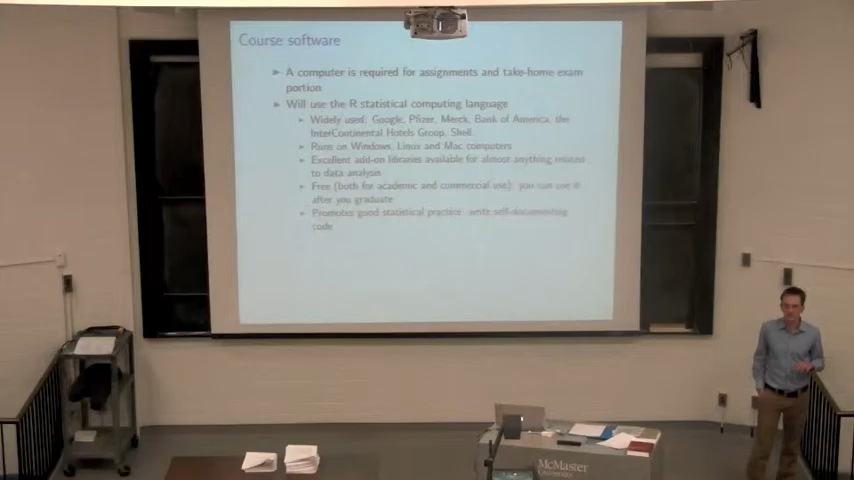 Course software
A computer is required for assignments and take-home exam
portion
Will use the R statistical computing language
Widely used: Google, Pfizer, Merck, Bank of America, the
InterContinental Hotels Group, Shell.
Runs on Windows, Linux and Mac computers
Excellent add-on libraries available for almost anything related
to data analysis
Free (both for academic and commercial use): you can use it
after you graduate
Promotes good statistical practice: write self-documenting
code
McMaster
University